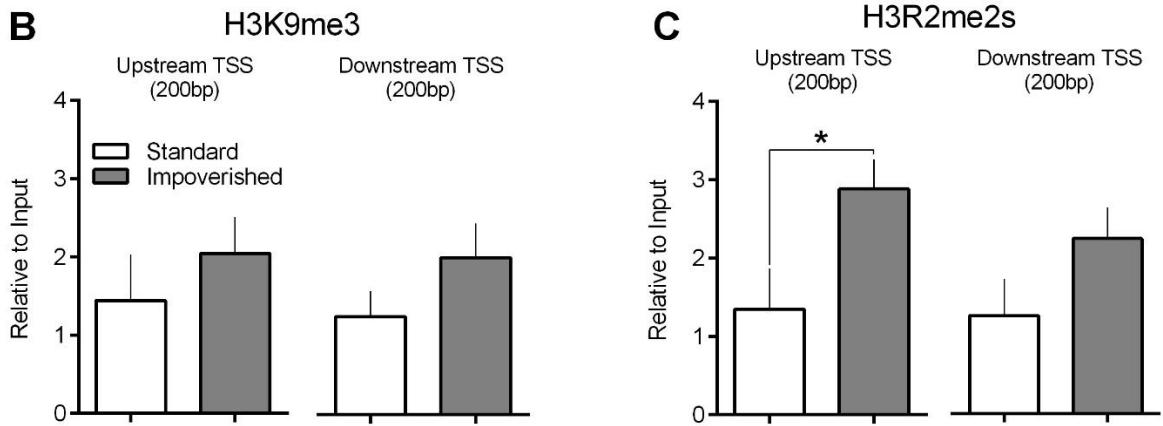 B
H3K9me3
Upstream TSS
(200bp)
Downstream TSS
(200bp)
4
3
2
1
0
Relative to Input
Standard
Impoverished
C
H3R2me2s
Upstream TSS
(200bp)
Downstream TSS
(200bp)
4
3
2
1
0
Relative to Input
*